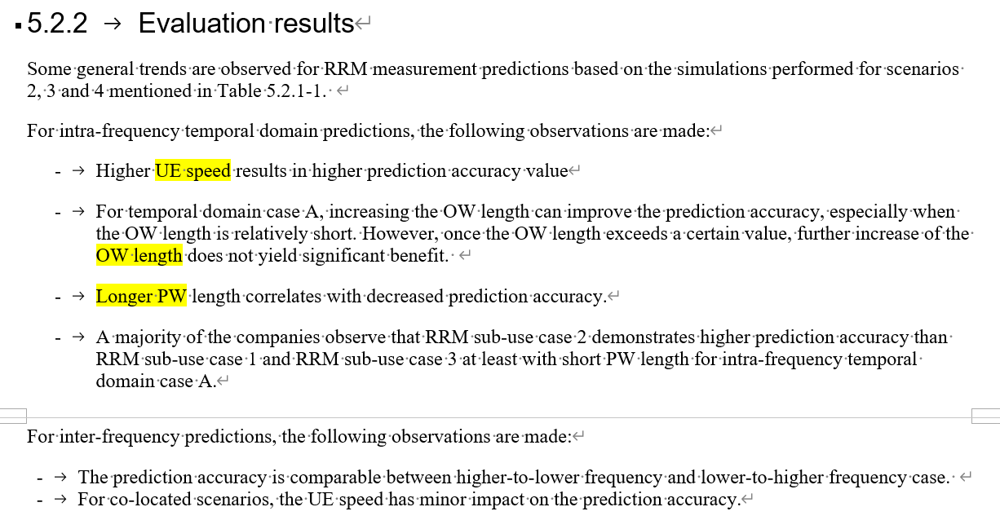 5.2.2 → Evaluation results
Some general trends are observed for RRM measurement predictions based on the simulations performed for scenarios
2, 3 and 4 mentioned in Table 5.2.1-1.
For intra-frequency temporal domain predictions, the following observations are made:
- → Higher UE speed results in higher prediction accuracy value
- → For temporal domain case A, increasing the OW length can improve the prediction accuracy, especially when
the OW length is relatively short. However, once the OW length exceeds a certain value, further increase of the
OW length does not yield significant benefit.
- → Longer PW length correlates with decreased prediction accuracy.
- → A majority of the companies observe that RRM sub-use case 2 demonstrates higher prediction accuracy than
RRM sub-use case 1 and RRM sub-use case 3 at least with short PW length for intra-frequency temporal
domain case A.
For inter-frequency predictions, the following observations are made:
- → The prediction accuracy is comparable between higher-to-lower frequency and lower-to-higher frequency case.
- → For co-located scenarios, the UE speed has minor impact on the prediction accuracy.